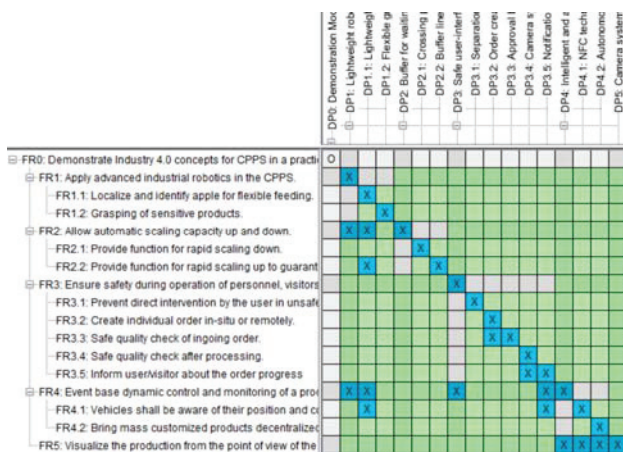 DP0: Demonstration Mod
DP1: Lightweight rob
DP1.1: Lightweigh
DP1.2: Flexible g
DP2: Buffer for waitin
DP2.1: Crossing
DP2.2: Buffer line
DP3: Safe user-interf
DP3.1: Separation
DP3.2: Order crea
DP3.3: Approval
DP3.4: Camera s
DP3.5: Notificatio
DP4: Intelligent and a
DP4.1: NFC techn
DP4.2: Autonomo
DP5: Camera system
FR0: Demonstrate Industry 4.0 concepts for CPPS in a practi O
FR1: Apply advanced industrial robotics in the CPPS. X
FR1.1: Localize and identify apple for flexible feeding. X
FR1.2: Grasping of sensitive products. X
FR2: Allow automatic scaling capacity up and down. X X X
FR2.1: Provide function for rapid scaling down. X
FR2.2: Provide function for rapid scaling up to guarant X X
FR3: Ensure safety during operation of personnel, visitors X
FR3.1: Prevent direct intervention by the user in unsafe X
FR3.2: Create individual order in-situ or remotely. X
FR3.3: Safe quality check of ingoing order. X X
FR3.4: Safe quality check after processing. X
FR3.5: Inform user/visitor about the order progress X X
FR4: Event base dynamic control and monitoring of a pro X X X X X
FR4.1: Vehicles shall be aware of their position and co X X X
FR4.2: Bring mass customized products decentralized X
FR5: Visualize the production from the point of view of the X X X X